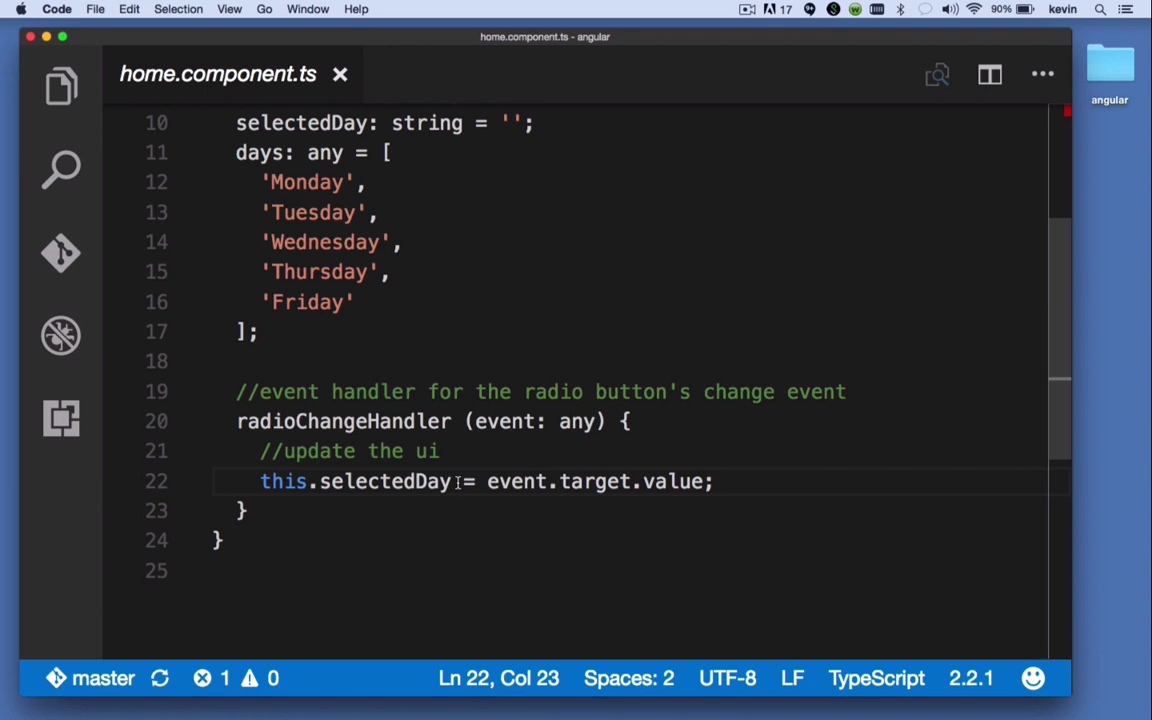 Code File Edit Selection View Go Window Help 17 90% kevin
home.component.ts - angular
home.component.ts
angular
10 selectedDay: string = '';
11 days: any = [
12 'Monday',
13 'Tuesday',
14 'Wednesday',
15 'Thursday',
16 'Friday'
17 ];
18
19 //event handler for the radio button's change event
20 radioChangeHandler (event: any) {
21 //update the ui
22 this.selectedDay = event.target.value;
23 }
24 }
25
master 1 0 Ln 22, Col 23 Spaces: 2 UTF-8 LF TypeScript 2.2.1